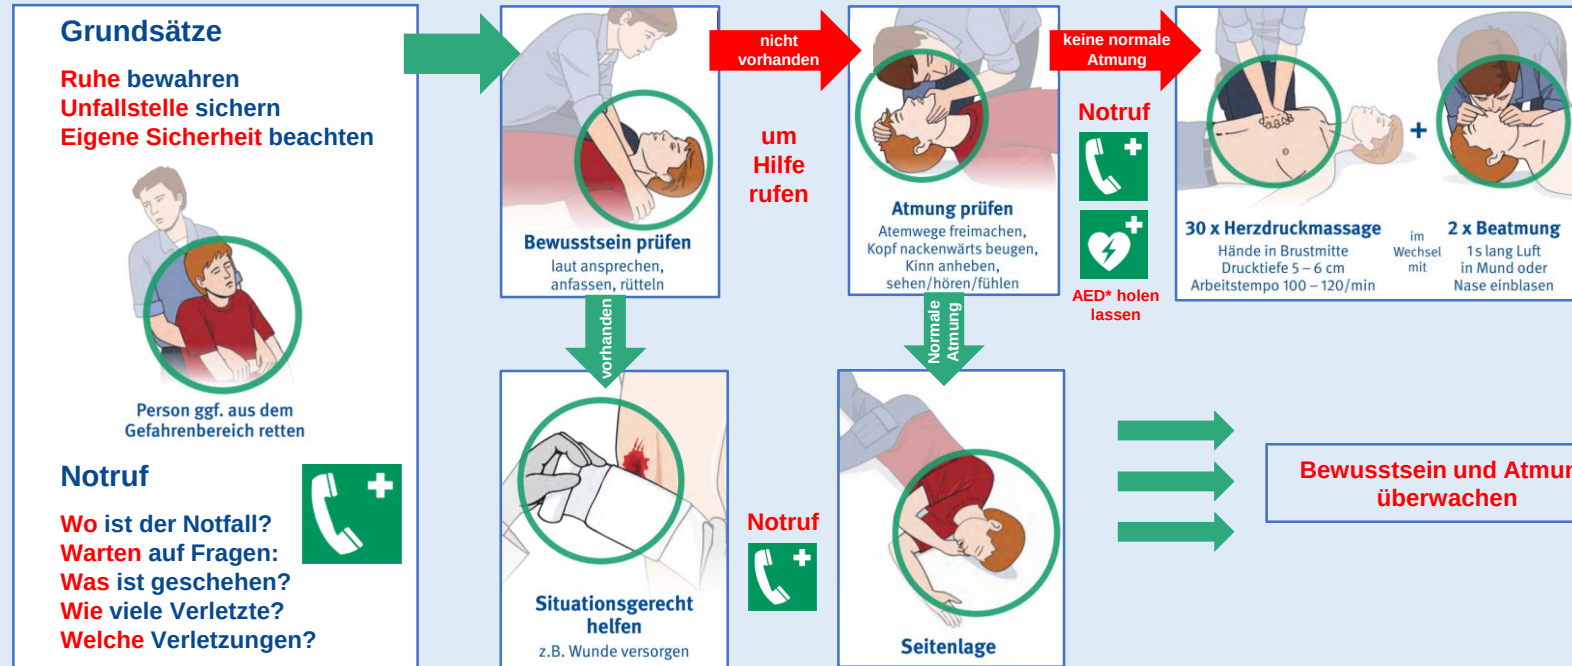 Grundsätze
Ruhe bewahren
Unfallstelle sichern
Eigene Sicherheit beachten
Person ggf. aus dem
Gefahrenbereich retten
Notruf
Wo ist der Notfall?
Warten auf Fragen:
Was ist geschehen?
Wie viele Verletzte?
Welche Verletzungen?
Bewusstsein prüfen
laut ansprechen,
anfassen, rütteln
nicht
vorhanden
um
Hilfe
rufen
Atmung prüfen
Atemwege freimachen,
Kopf nackenwärts beugen,
Kinn anheben,
sehen/hören/fühlen
keine normale
Atmung
Notruf
AED* holen
lassen
30 x Herzdruckmassage
Hände in Brustmitte
Drucktiefe 5 – 6 cm
Arbeitstempo 100 – 120/min
+
im
Wechsel
mit
2 x Beatmung
1 s lang Luft
in Mund oder
Nase einblasen
vorhanden
Situationsgerecht
helfen
z.B. Wunde versorgen
Notruf
Normale
Atmung
Seitenlage
Bewusstsein und Atmun
überwachen